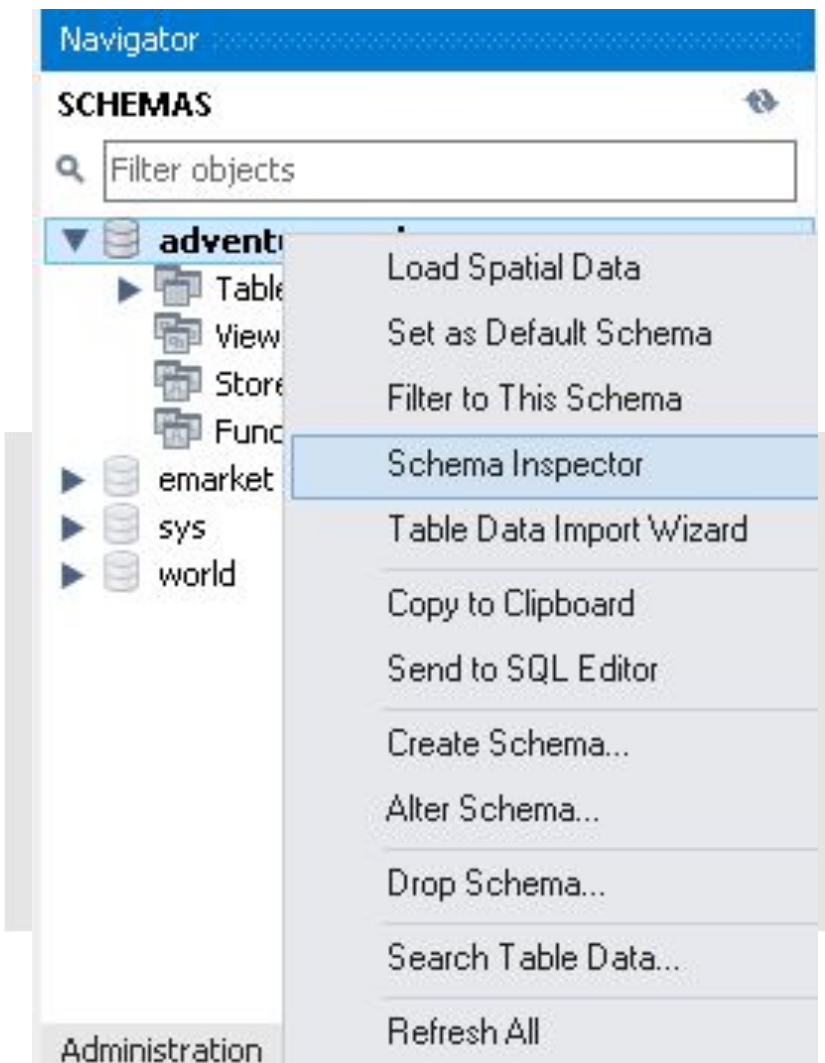 Navigator
SCHEMAS
Filter objects
Load Spatial Data
Set as Default Schema
Filter to This Schema
emarket
Schema Inspector
sys
Table Data Import Wizard
world
Copy to Clipboard
Send to SQL Editor
Create Schema...
Alter Schema...
Drop Schema...
Search Table Data...
Refresh All
Administration